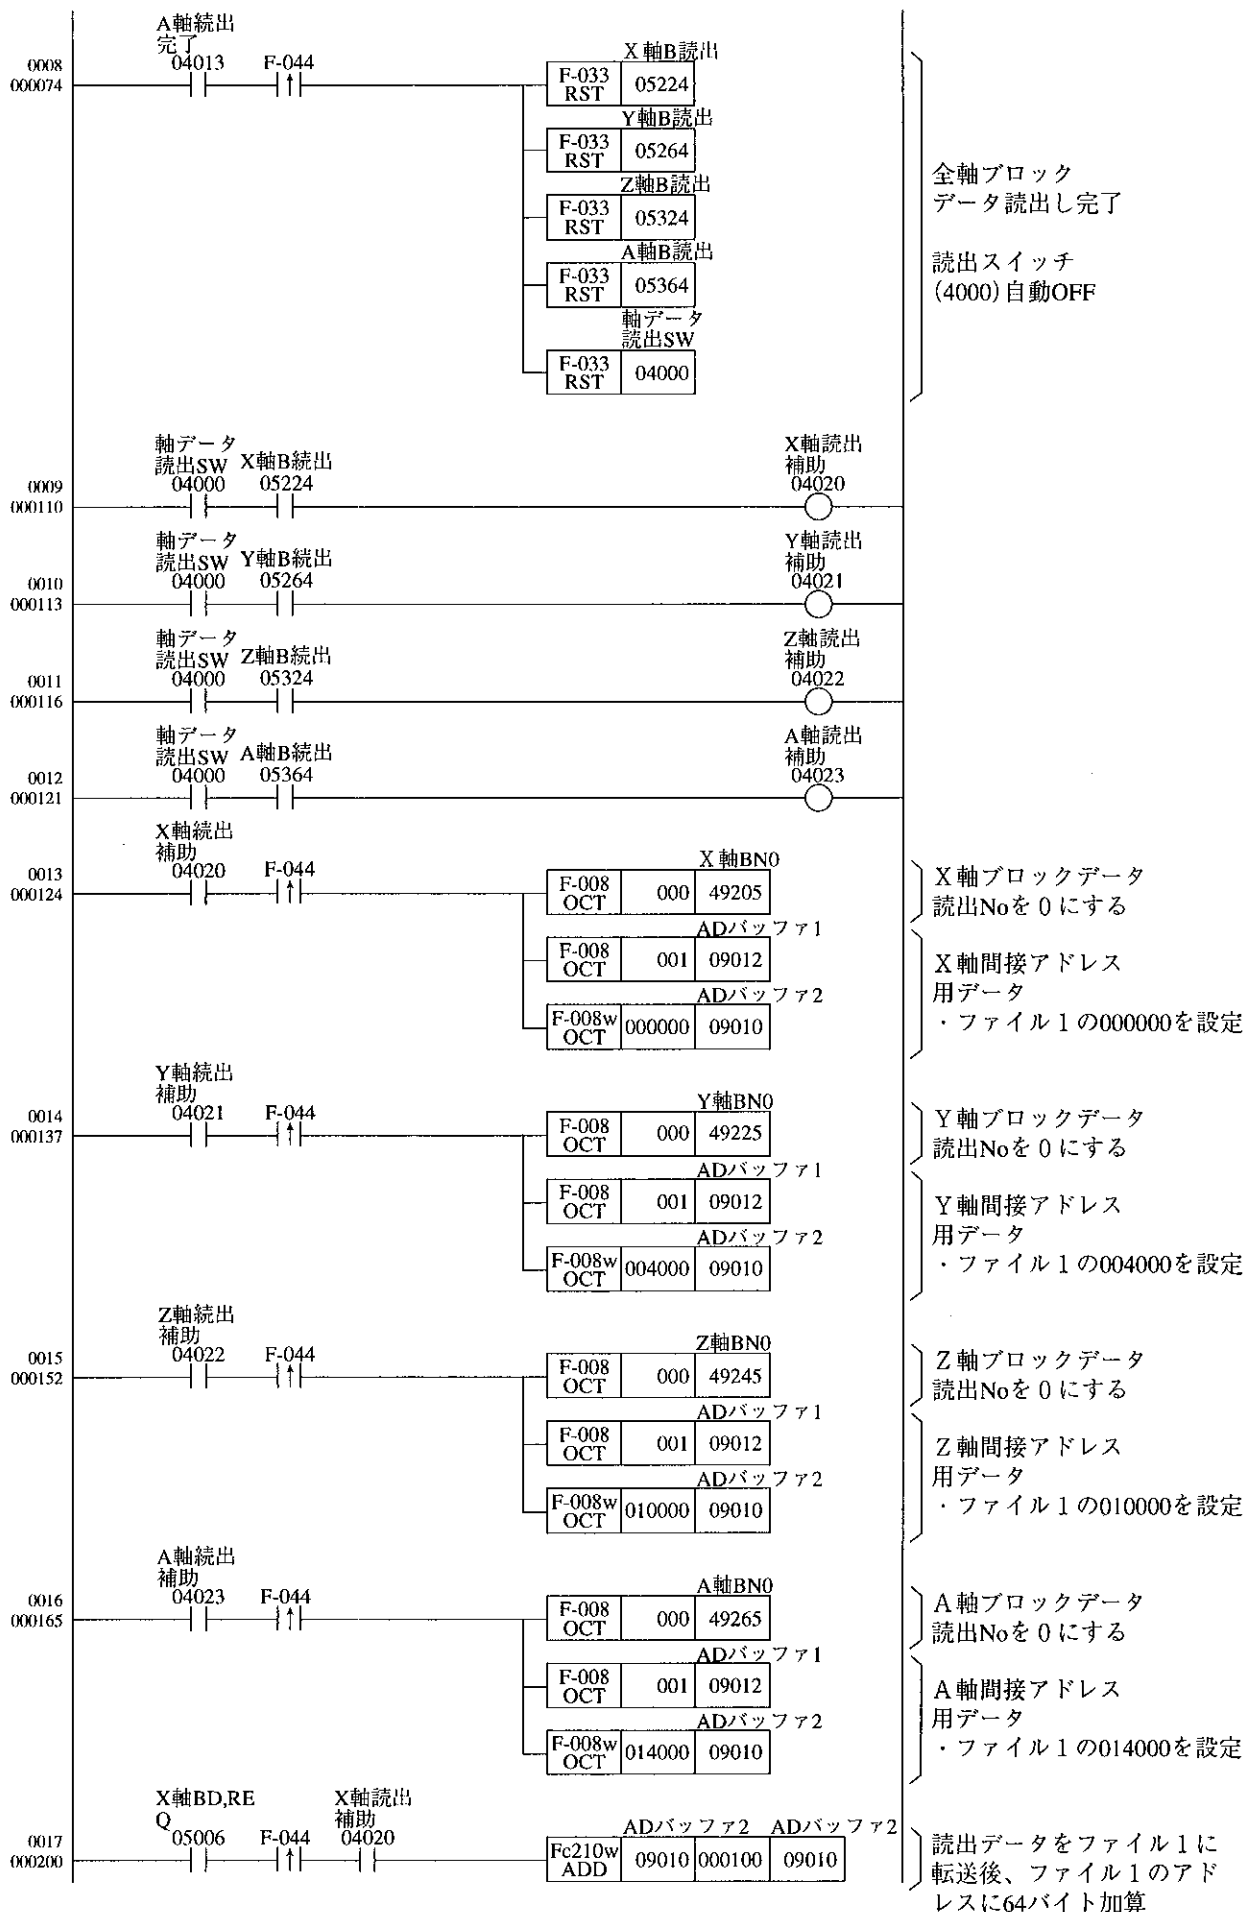 A軸続出
完了
0008
000074
04013 F-044
X軸B読出
F-033
RST
05224
Y軸B読出
F-033
RST
05264
Z軸B読出
F-033
RST
05324
A軸B読出
F-033
RST
05364
軸データ
読出SW
F-033
RST
04000
全軸ブロック
データ読出し完了
読出スイッチ
(4000)自動OFF
0009
000110
軸データ
読出SW X軸B続出
04000 05224
X軸読出
補助
04020
0010
000113
軸データ
読出SW Y軸B続出
04000 05264
Y軸読出
補助
04021
0011
000116
軸データ
読出SW Z軸B続出
04000 05324
Z軸読出
補助
04022
0012
000121
軸データ
読出SW A軸B続出
04000 05364
A軸読出
補助
04023
0013
000124
X軸続出
補助
04020 F-044
X軸BN0
F-008
OCT
000 49205
ADバッファ1
F-008
OCT
001 09012
ADバッファ2
F-008w
OCT
000000 09010
X軸ブロックデータ
読出Noを0にする
X軸間接アドレス
用データ
・ファイル1の000000を設定
0014
000137
Y軸続出
補助
04021 F-044
Y軸BN0
F-008
OCT
000 49225
ADバッファ1
F-008
OCT
001 09012
ADバッファ2
F-008w
OCT
004000 09010
Y軸ブロックデータ
読出Noを0にする
Y軸間接アドレス
用データ
・ファイル1の004000を設定
0015
000152
Z軸続出
補助
04022 F-044
Z軸BN0
F-008
OCT
000 49245
ADバッファ1
F-008
OCT
001 09012
ADバッファ2
F-008w
OCT
010000 09010
Z軸ブロックデータ
読出Noを0にする
Z軸間接アドレス
用データ
・ファイル1の010000を設定
0016
000165
A軸続出
補助
04023 F-044
A軸BN0
F-008
OCT
000 49265
ADバッファ1
F-008
OCT
001 09012
ADバッファ2
F-008w
OCT
014000 09010
A軸ブロックデータ
読出Noを0にする
A軸間接アドレス
用データ
・ファイル1の014000を設定
0017
000200
X軸BD,RE
Q
05006 F-044
X軸読出
補助
04020
ADバッファ2 ADバッファ2
Fc210w
ADD
09010 000100 09010
読出データをファイル1に
転送後、ファイル1のアド
レスに64バイト加算